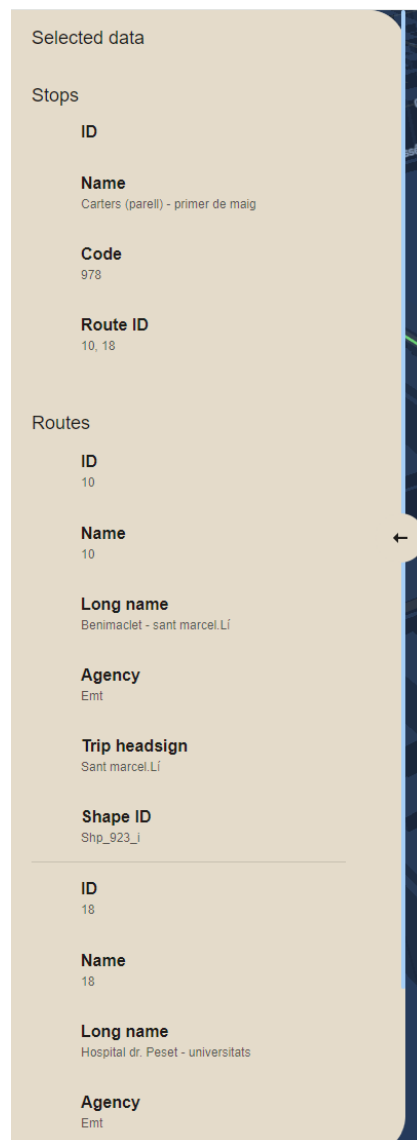 Selected data
Stops
ID
Name
Carters (parell) - primer de maig
Code
978
Route ID
10, 18
Routes
ID
10
Name
10
Long name
Benimaclet - sant marcel.Lí
Agency
Emt
Trip headsign
Sant marcel.Lí
Shape ID
Shp_923_i
ID
18
Name
18
Long name
Hospital dr. Peset - universitats
Agency
Emt